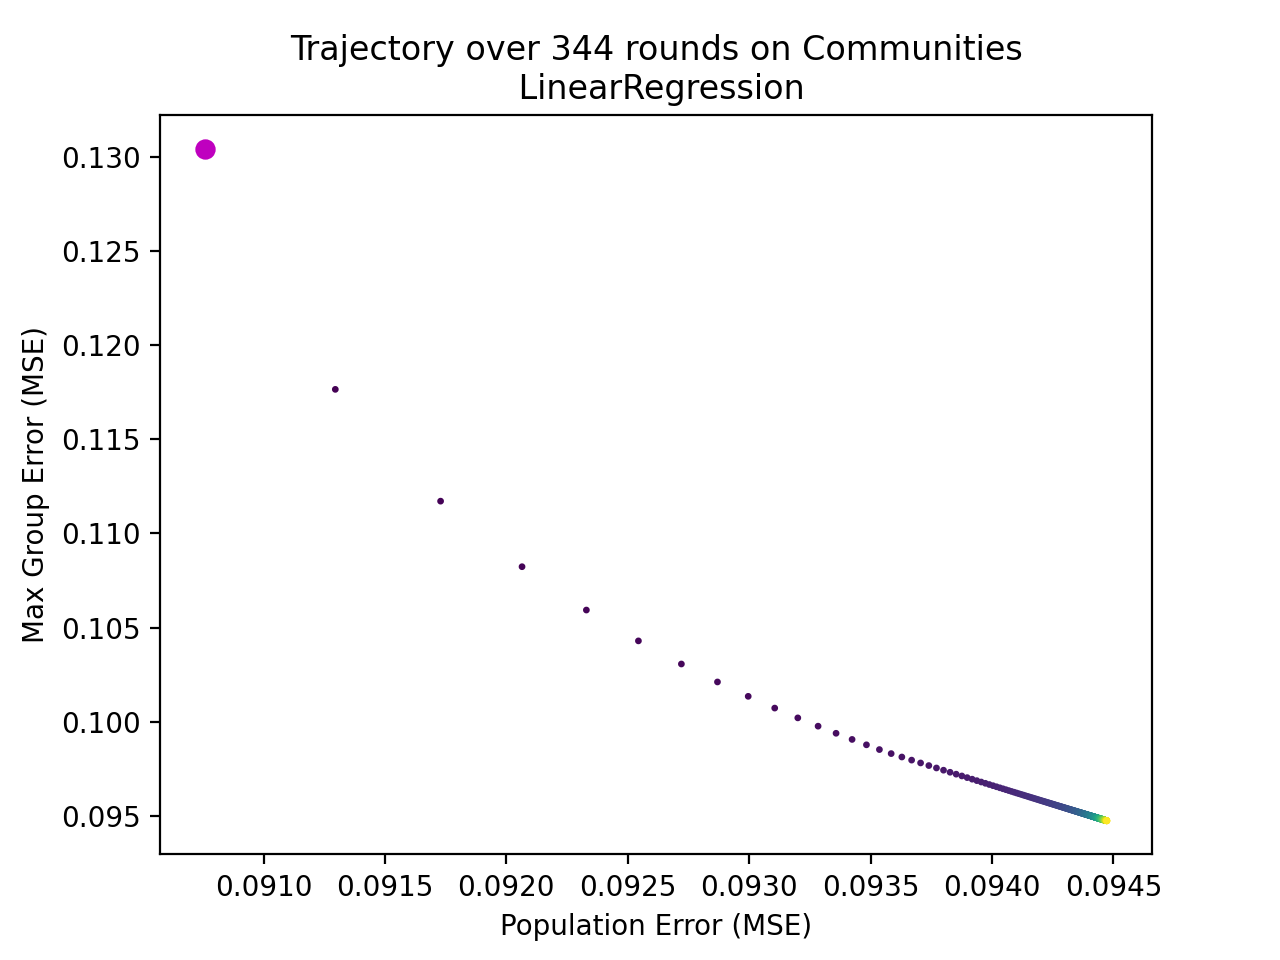 Trajectory over 344 rounds on Communities
LinearRegression
Max Group Error (MSE)
0.130
0.125
0.120
0.115
0.110
0.105
0.100
0.095
0.0910 0.0915 0.0920 0.0925 0.0930 0.0935 0.0940 0.0945
Population Error (MSE)